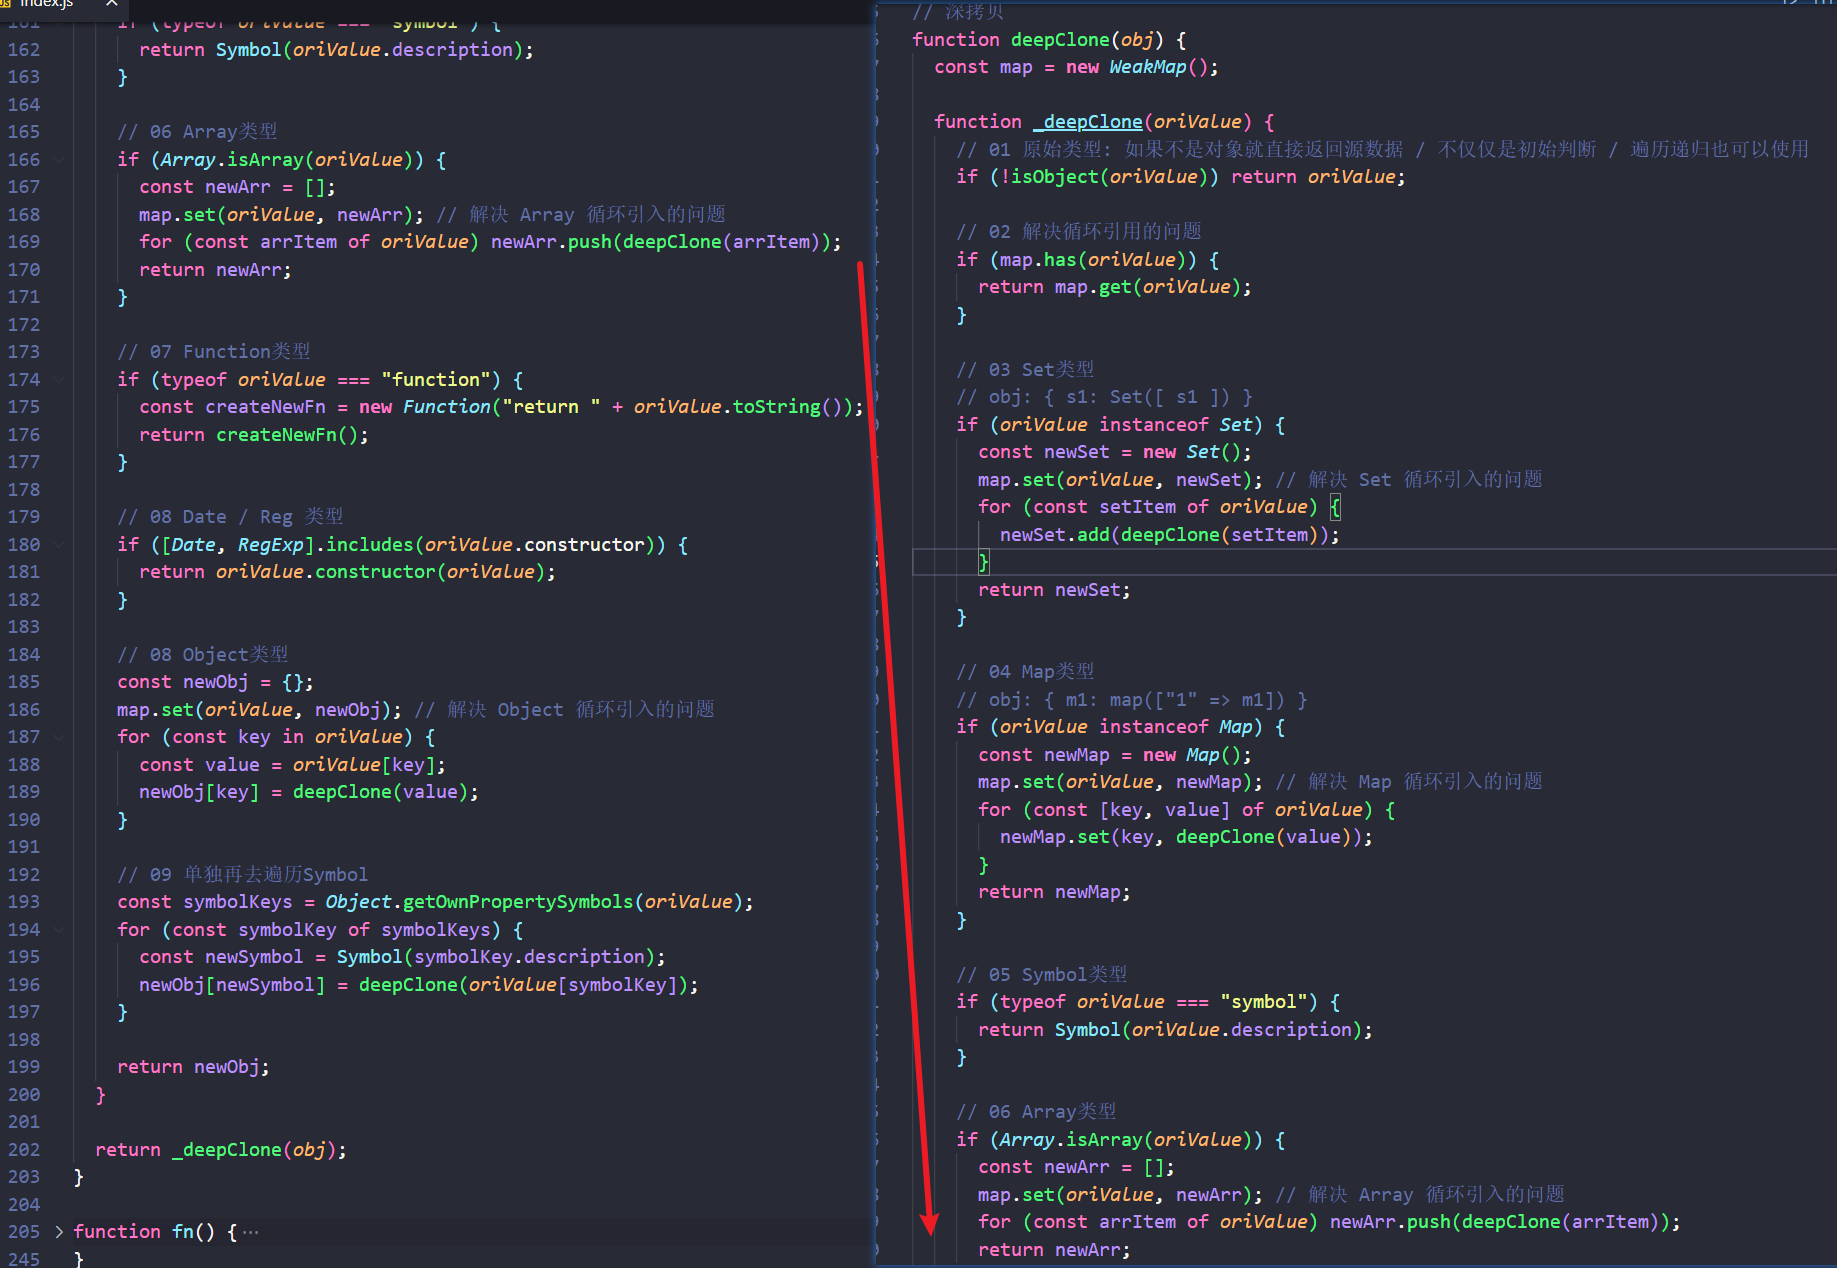 index.js
161 if (typeof oriValue === "symbol") {
162 return Symbol(oriValue.description);
163 }
164
165 // 06 Array类型
166 if (Array.isArray(oriValue)) {
167 const newArr = [];
168 map.set(oriValue, newArr); // 解决 Array 循环引入的问题
169 for (const arrItem of oriValue) newArr.push(deepClone(arrItem));
170 return newArr;
171 }
172
173 // 07 Function类型
174 if (typeof oriValue === "function") {
175 const createNewFn = new Function("return " + oriValue.toString());
176 return createNewFn();
177 }
178
179 // 08 Date / Reg 类型
180 if ([Date, RegExp].includes(oriValue.constructor)) {
181 return oriValue.constructor(oriValue);
182 }
183
184 // 08 Object类型
185 const newObj = {};
186 map.set(oriValue, newObj); // 解决 Object 循环引入的问题
187 for (const key in oriValue) {
188 const value = oriValue[key];
189 newObj[key] = deepClone(value);
190 }
191
192 // 09 单独再去遍历Symbol
193 const symbolKeys = Object.getOwnPropertySymbols(oriValue);
194 for (const symbolKey of symbolKeys) {
195 const newSymbol = Symbol(symbolKey.description);
196 newObj[newSymbol] = deepClone(oriValue[symbolKey]);
197 }
198
199 return newObj;
200 }
201
202 return _deepClone(obj);
203 }
204
205 function fn() {…
245 }
// 深拷贝
function deepClone(obj) {
const map = new WeakMap();
function _deepClone(oriValue) {
// 01 原始类型: 如果不是对象就直接返回源数据 / 不仅仅是初始判断 / 遍历递归也可以使用
if (!isObject(oriValue)) return oriValue;
// 02 解决循环引用的问题
if (map.has(oriValue)) {
return map.get(oriValue);
}
// 03 Set类型
// obj: { s1: Set([ s1 ]) }
if (oriValue instanceof Set) {
const newSet = new Set();
map.set(oriValue, newSet); // 解决 Set 循环引入的问题
for (const setItem of oriValue) {
newSet.add(deepClone(setItem));
}
return newSet;
}
// 04 Map类型
// obj: { m1: map(["1" => m1]) }
if (oriValue instanceof Map) {
const newMap = new Map();
map.set(oriValue, newMap); // 解决 Map 循环引入的问题
for (const [key, value] of oriValue) {
newMap.set(key, deepClone(value));
}
return newMap;
}
// 05 Symbol类型
if (typeof oriValue === "symbol") {
return Symbol(oriValue.description);
}
// 06 Array类型
if (Array.isArray(oriValue)) {
const newArr = [];
map.set(oriValue, newArr); // 解决 Array 循环引入的问题
for (const arrItem of oriValue) newArr.push(deepClone(arrItem));
return newArr;